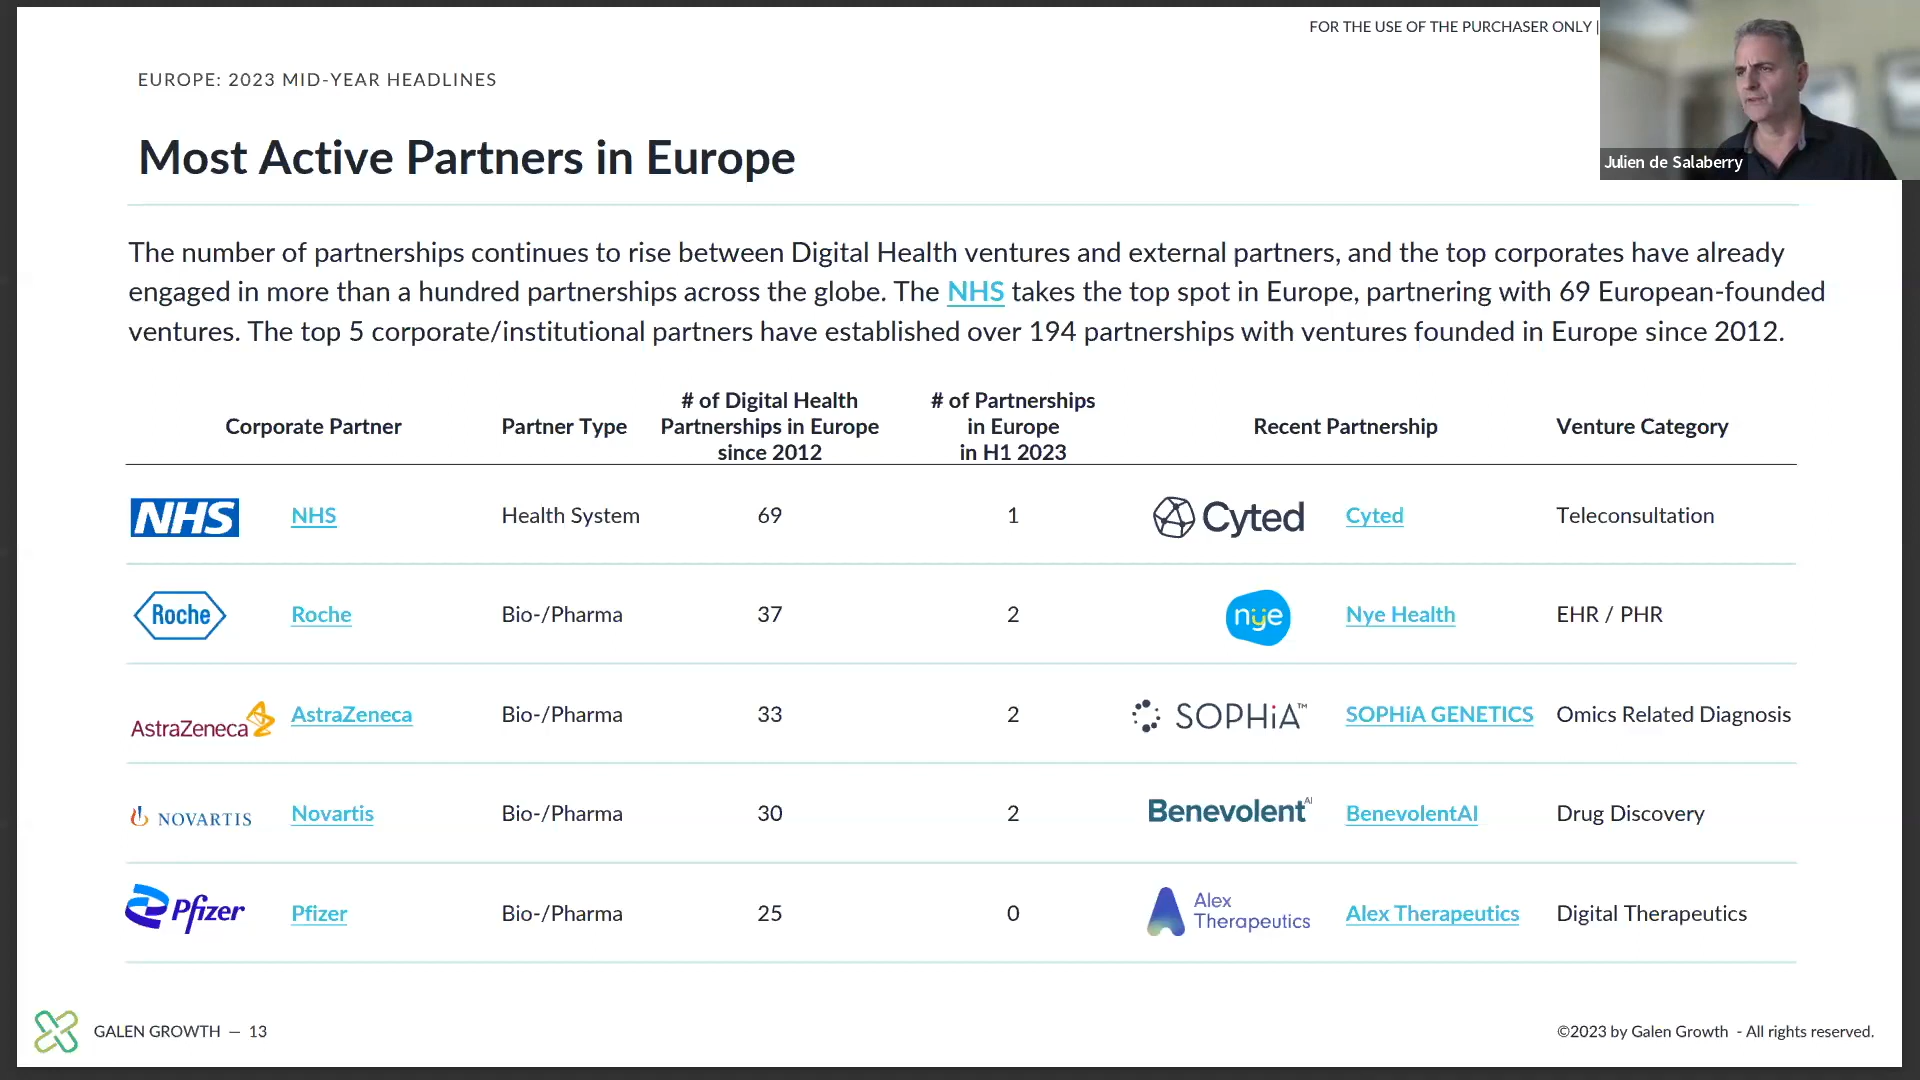 FOR THE USE OF THE PURCHASER ONLY |
Julien de Salaberry
EUROPE: 2023 MID-YEAR HEADLINES
Most Active Partners in Europe
The number of partnerships continues to rise between Digital Health ventures and external partners, and the top corporates have already
engaged in more than a hundred partnerships across the globe. The NHS takes the top spot in Europe, partnering with 69 European-founded
ventures. The top 5 corporate/institutional partners have established over 194 partnerships with ventures founded in Europe since 2012.
Corporate Partner
Partner Type
# of Digital Health
Partnerships in Europe
since 2012
# of Partnerships
in Europe
in H1 2023
Recent Partnership
Venture Category
NHS NHS Health System 69 1 Cyted Cyted Teleconsultation
Roche Roche Bio-/Pharma 37 2 nye Nye Health EHR / PHR
AstraZeneca AstraZeneca Bio-/Pharma 33 2 SOPHiA™ SOPHiA GENETICS Omics Related Diagnosis
NOVARTIS Novartis Bio-/Pharma 30 2 Benevolent AI BenevolentAI Drug Discovery
Pfizer Pfizer Bio-/Pharma 25 0 Alex Therapeutics Alex Therapeutics Digital Therapeutics
GALEN GROWTH — 13
©2023 by Galen Growth - All rights reserved.